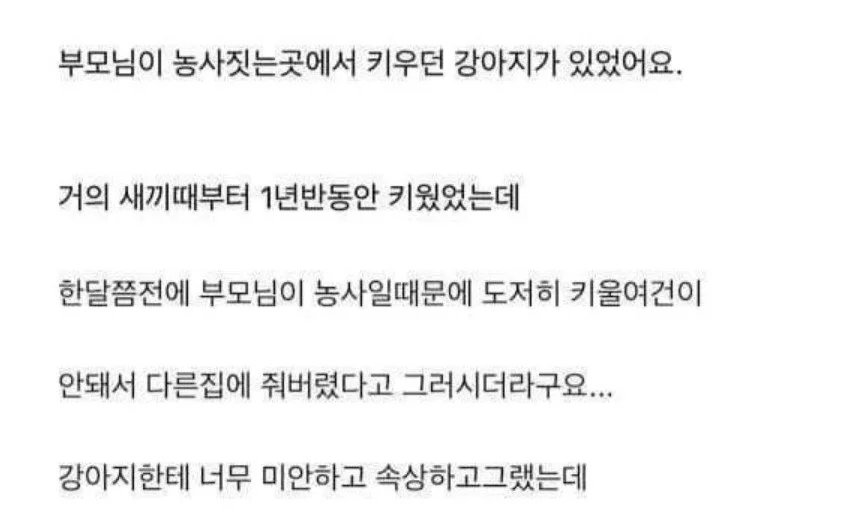 부모님이 농사짓는곳에서 키우던 강아지가 있었어요.
거의 새끼때부터 1년반동안 키웠었는데
한달쯤전에 부모님이 농사일때문에 도저히 키울여건이
안돼서 다른집에 줘버렸다고 그러시더라구요...
강아지한테 너무 미안하고 속상하고그랬는데